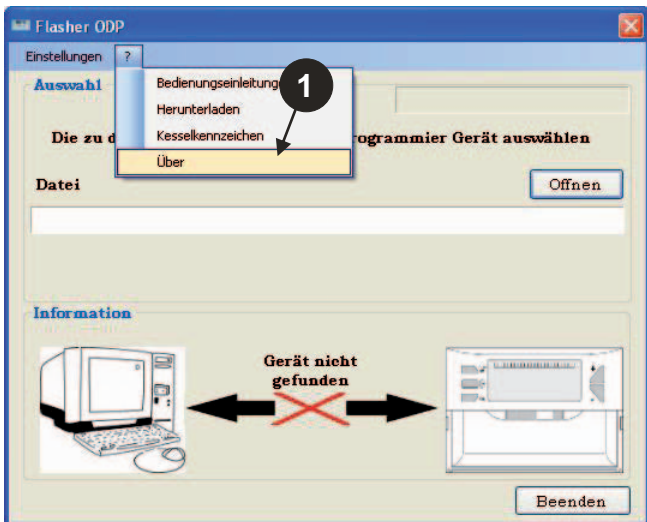 Flasher ODP
Einstellungen ?
Auswahl
Bedienungseinleitung
1
Herunterladen
Kesselkennzeichen
Über
Die zu d
rogrammier Gerät auswählen
Datei
Offnen
Information
Gerät nicht
gefunden
Beenden